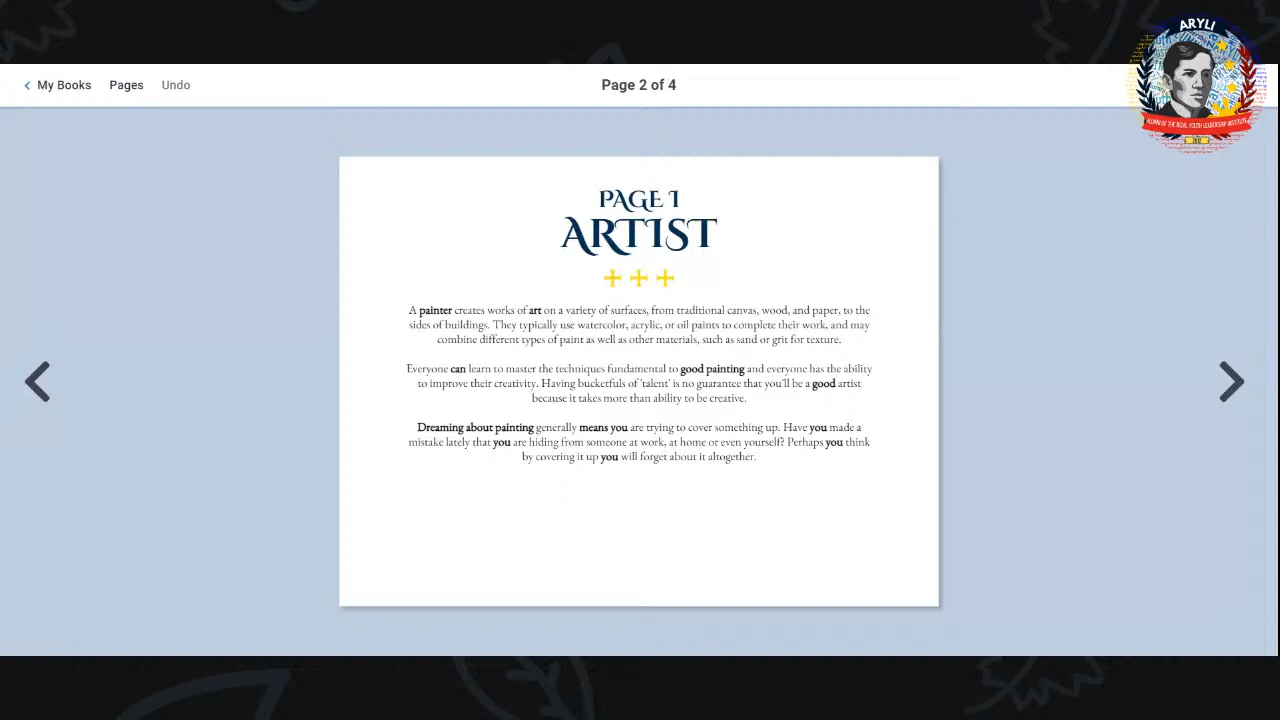 My Books
Pages
Undo
Page 2 of 4
ARYLI
ALUMNI OF THE RIZAL YOUTH LEADERSHIP INSTITUTE
PAGE 1
ARTIST
A painter creates works of art on a variety of surfaces, from traditional canvas, wood, and paper, to the
sides of buildings. They typically use watercolor, acrylic, or oil paints to complete their work, and may
combine different types of paint as well as other materials, such as sand or grit for texture.
Everyone can learn to master the techniques fundamental to good painting and everyone has the ability
to improve their creativity. Having bucketfuls of 'talent' is no guarantee that you'll be a good artist
because it takes more than ability to be creative.
Dreaming about painting generally means you are trying to cover something up. Have you made a
mistake lately that you are hiding from someone at work, at home or even yourself? Perhaps you think
by covering it up you will forget about it altogether.